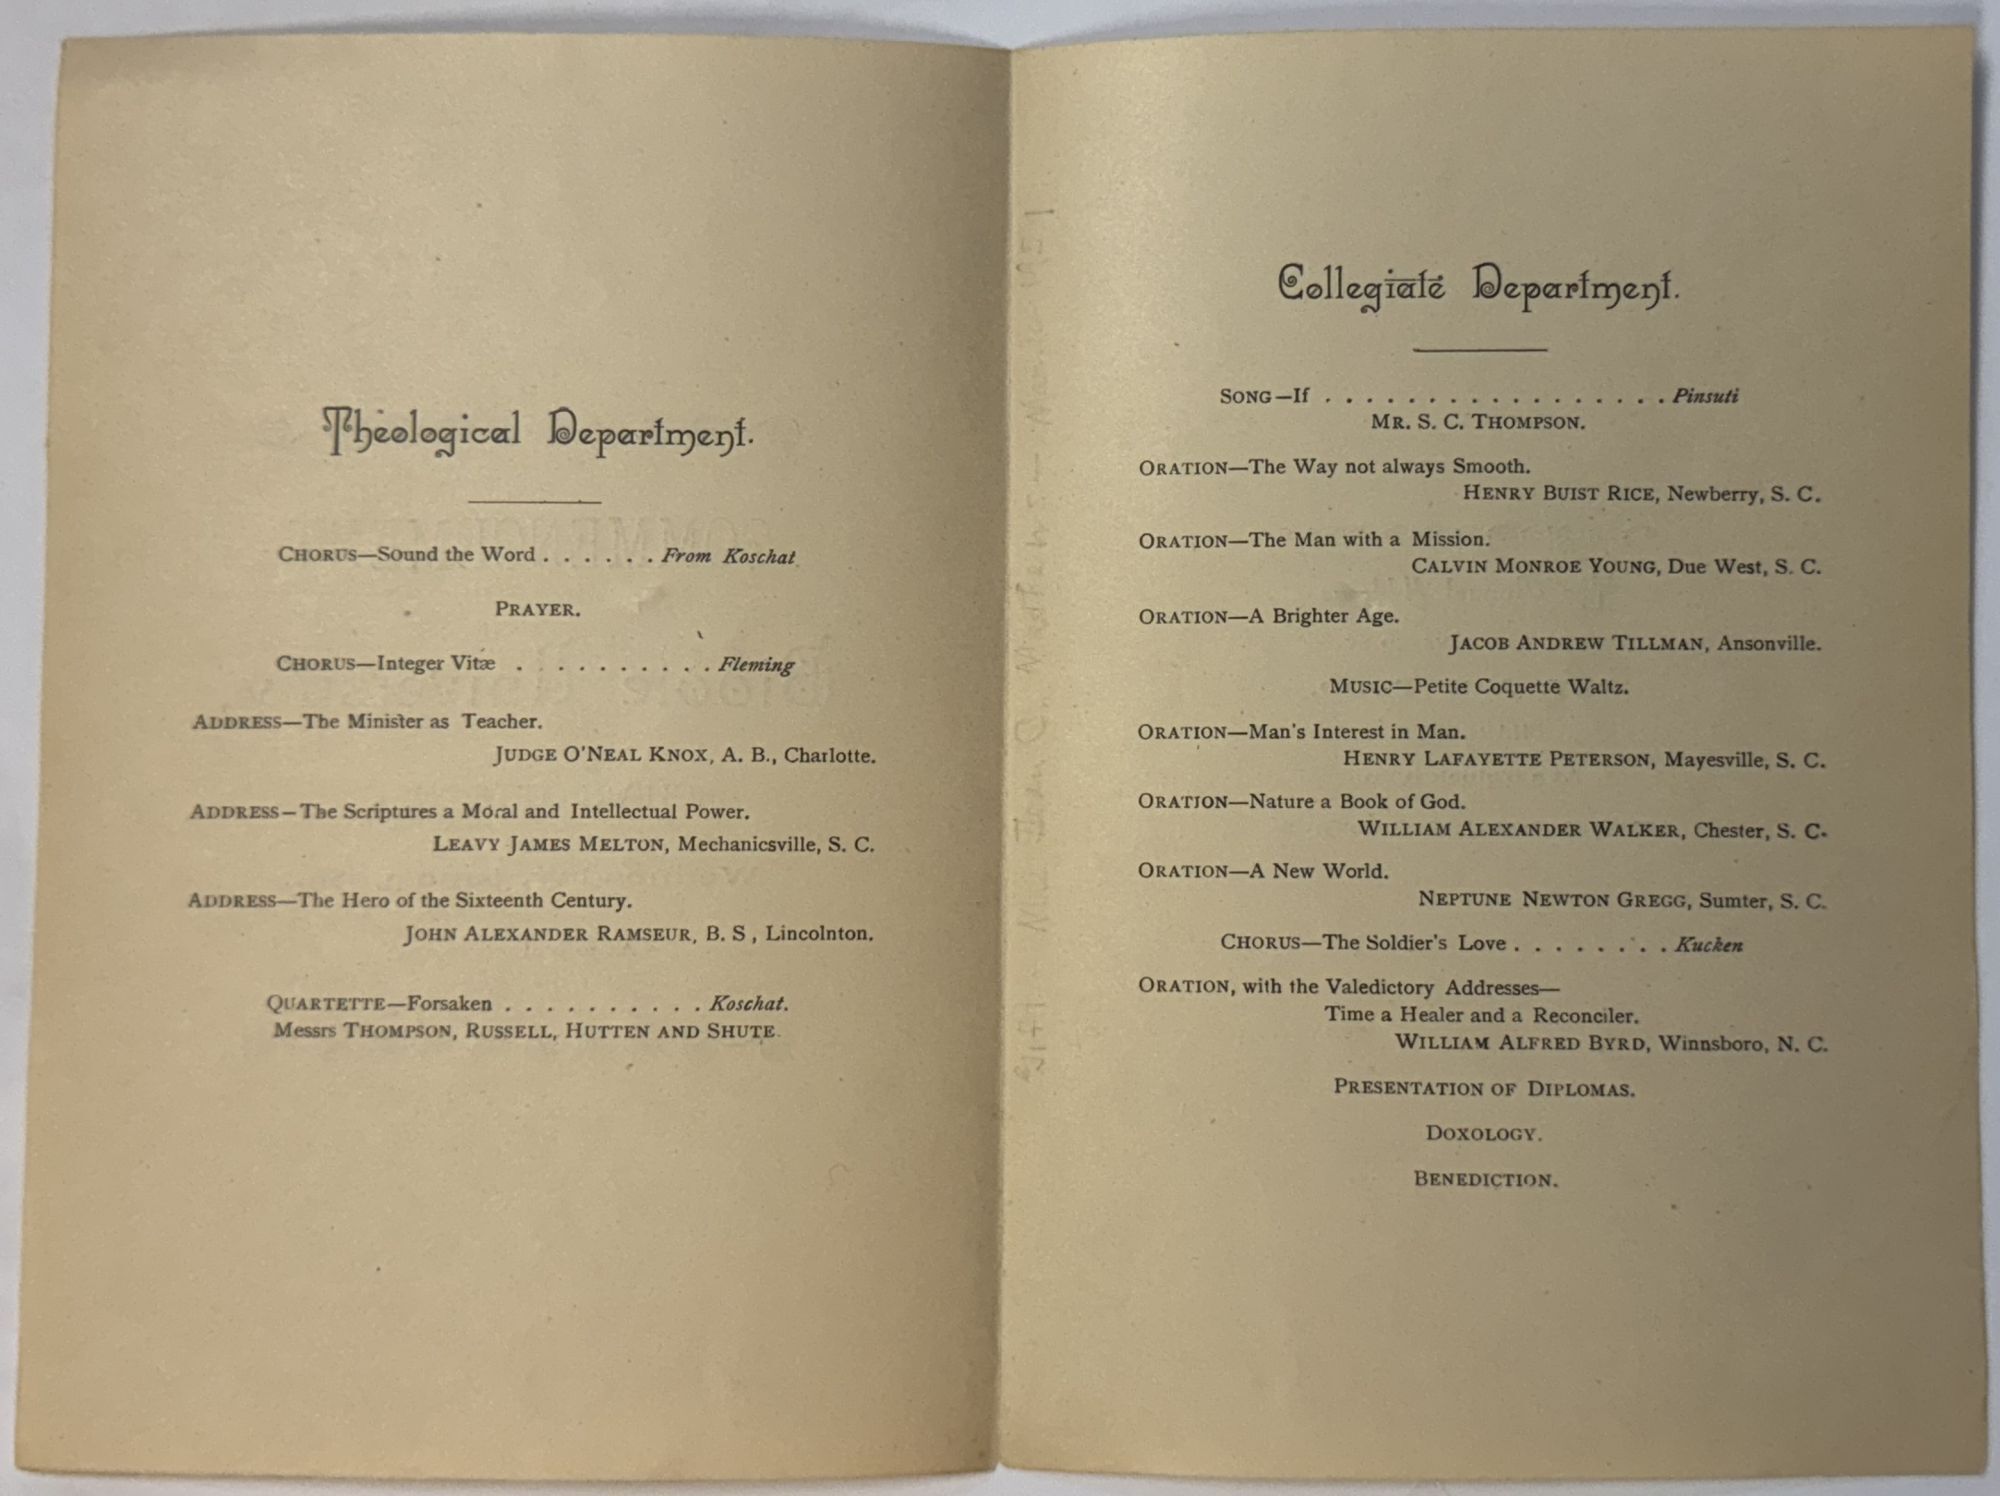 Theological Department.
CHORUS—Sound the Word . . . . . . From Koschat
PRAYER.
CHORUS—Integer Vitæ . . . . . . . . . . Fleming
ADDRESS—The Minister as Teacher.
JUDGE O'NEAL KNOX, A. B., Charlotte.
ADDRESS—The Scriptures a Moral and Intellectual Power.
LEAVY JAMES MELTON, Mechanicsville, S. C.
ADDRESS—The Hero of the Sixteenth Century.
JOHN ALEXANDER RAMSEUR, B. S , Lincolnton.
QUARTETTE—Forsaken . . . . . . . . . . Koschat.
Messrs THOMPSON, RUSSELL, HUTTEN AND SHUTE.
Collegiate Department.
SONG—If . . . . . . . . . . . . . . . . . Pinsuti
MR. S. C. THOMPSON.
ORATION—The Way not always Smooth.
HENRY BUIST RICE, Newberry, S. C.
ORATION—The Man with a Mission.
CALVIN MONROE YOUNG, Due West, S. C.
ORATION—A Brighter Age.
JACOB ANDREW TILLMAN, Ansonville.
MUSIC—Petite Coquette Waltz.
ORATION—Man's Interest in Man.
HENRY LAFAYETTE PETERSON, Mayesville, S. C.
ORATION—Nature a Book of God.
WILLIAM ALEXANDER WALKER, Chester, S. C.
ORATION—A New World.
NEPTUNE NEWTON GREGG, Sumter, S. C.
CHORUS—The Soldier's Love . . . . . . . . Kucken
ORATION, with the Valedictory Addresses—
Time a Healer and a Reconciler.
WILLIAM ALFRED BYRD, Winnsboro, N. C.
PRESENTATION OF DIPLOMAS.
DOXOLOGY.
BENEDICTION.